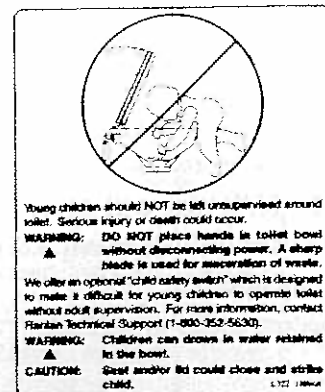 Young children should NOT be left unsupervised around
toilet. Serious injury or death could occur.
WARNING: DO NOT place hands in toilet bowl
without disconnecting power. A sharp
blade is used for maceration of waste.
We offer an optional "child safety switch" which is designed
to make it difficult for young children to operate toilet
without adult supervision. For more information, contact
Raritan Technical Support (1-800-352-5630).
WARNING: Children can drown in water retained
in the bowl.
CAUTION: Seat and/or lid could close and strike
child.